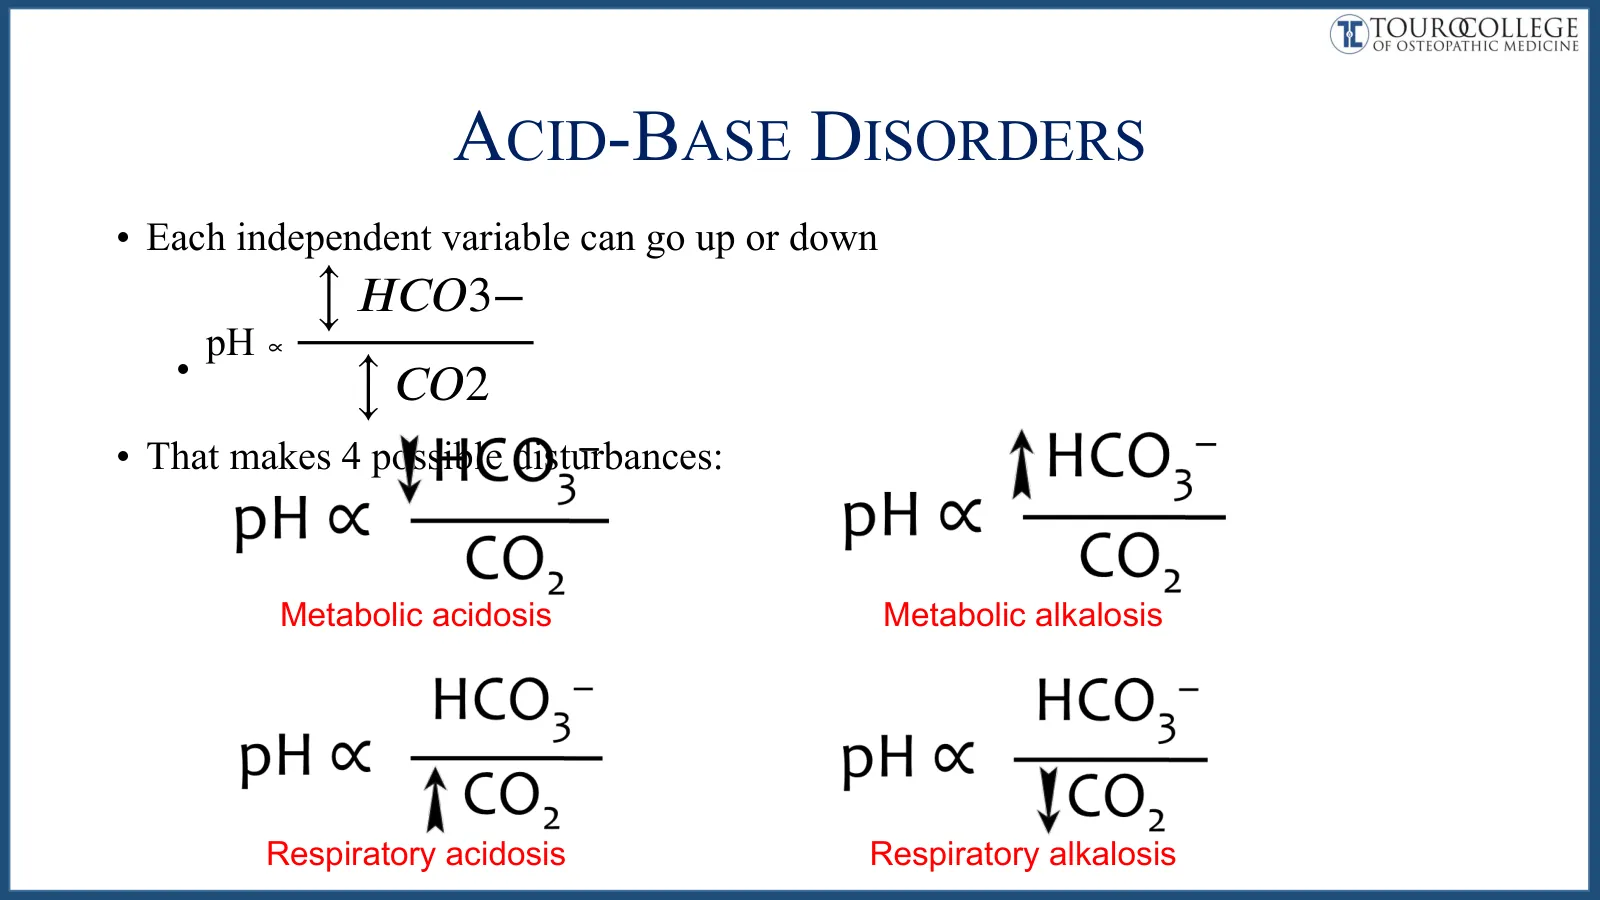 TOUROCOLLEGE
OF OSTEOPATHIC MEDICINE
ACID-BASE DISORDERS
• Each independent variable can go up or down
• pH ∝ ↕HCO3− / ↕CO2
• That makes 4 possible disturbances:
pH ∝ ↓HCO₃⁻ / CO₂
Metabolic acidosis
pH ∝ ↑HCO₃⁻ / CO₂
Metabolic alkalosis
pH ∝ HCO₃⁻ / ↑CO₂
Respiratory acidosis
pH ∝ HCO₃⁻ / ↓CO₂
Respiratory alkalosis